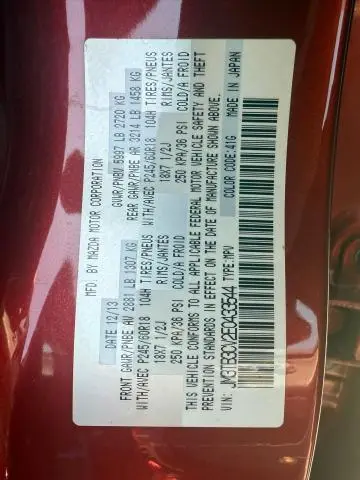 MFD. BY MAZDA MOTOR CORPORATION
DATE 12/13 GVWR/PNBV 5997 LB 2720 KG
FRONT GAWR/PNBE AV 2881 LB 1307 KG REAR GAWR/PNBE AR 3214 LB 1458 KG
WITH/AVEC P245/60R18 104H TIRES/PNEUS WITH/AVEC P245/60R18 104H TIRES/PNEUS
18X7 1/2J RIMS/JANTES 18X7 1/2J RIMS/JANTES
250 KPA/36 PSI COLD/A FROID 250 KPA/36 PSI COLD/A FROID
THIS VEHICLE CONFORMS TO ALL APPLICABLE FEDERAL MOTOR VEHICLE SAFETY AND THEFT
PREVENTION STANDARDS IN EFFECT ON THE DATE OF MANUFACTURE SHOWN ABOVE.
JM3TB3CV2E0433544 TYPE:MPV COLOR CODE:41G MADE IN JAPAN